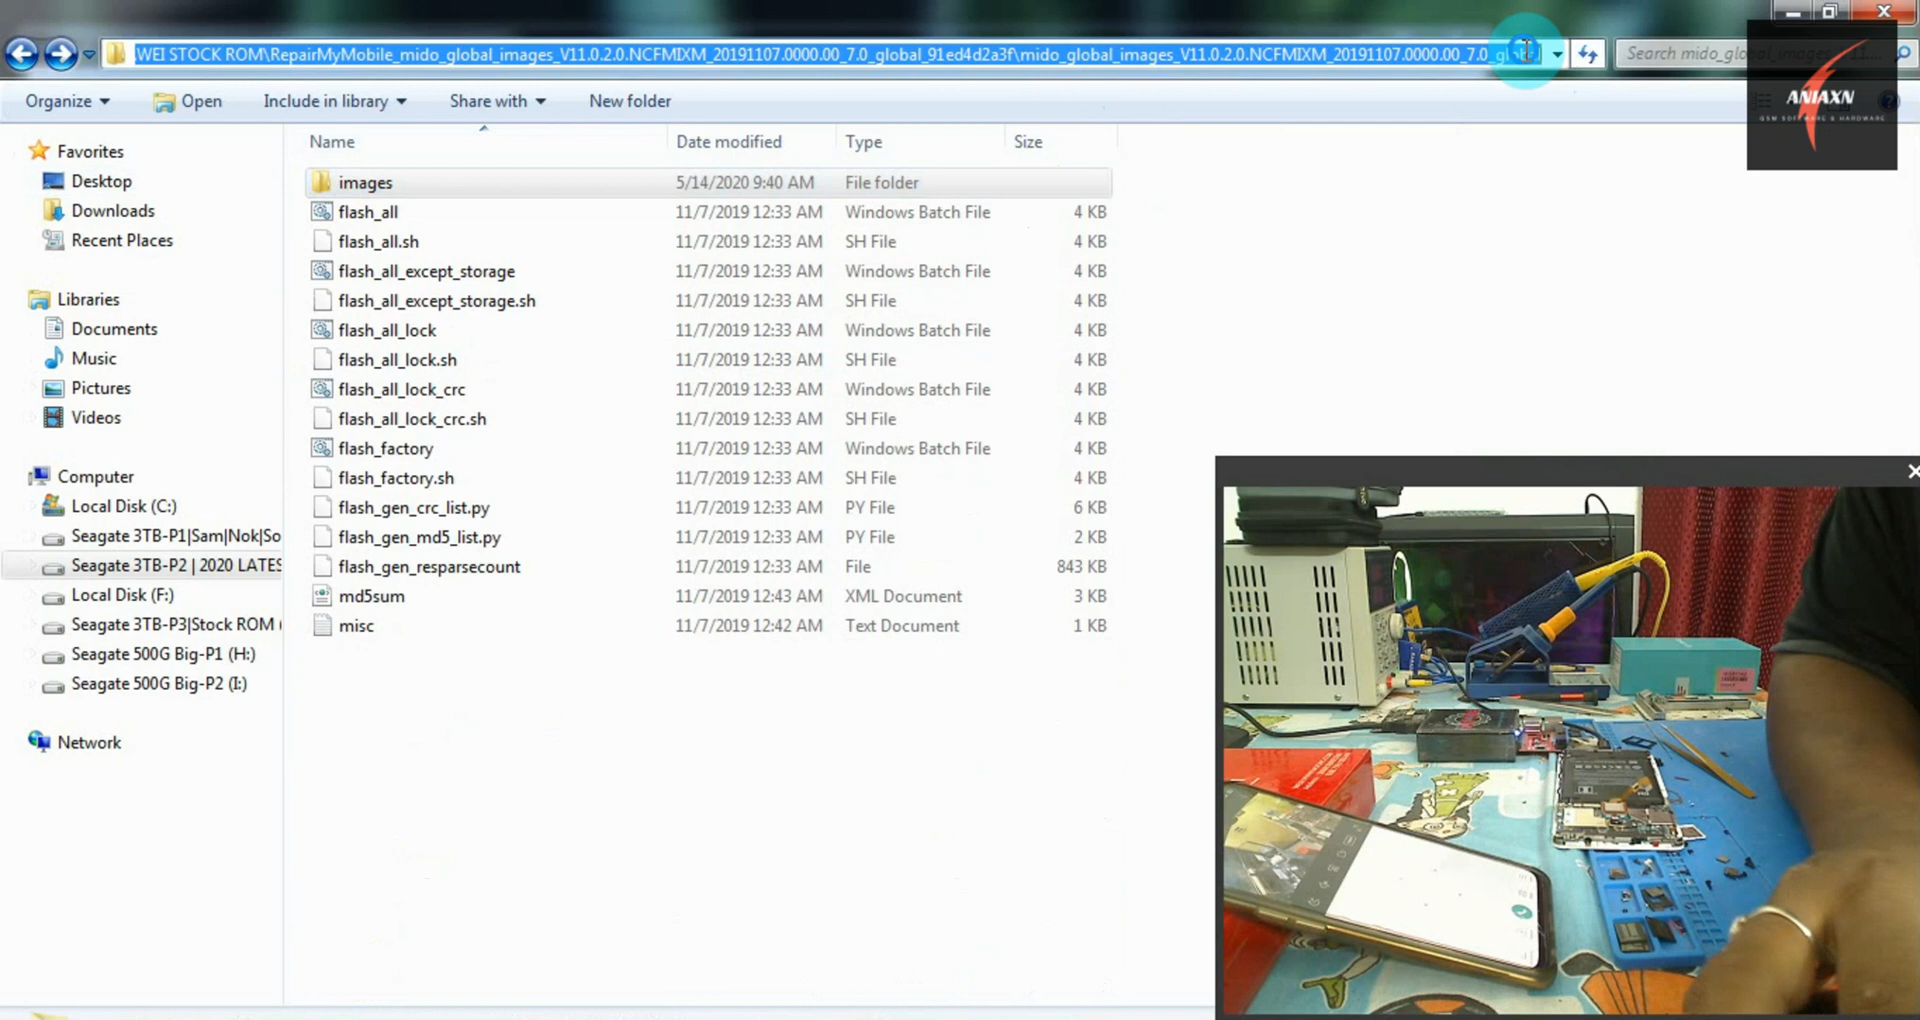 WEI STOCK ROM\RepairMyMobile_mido_global_images_V11.0.2.0.NCFMIXM_20191107.0000.00_7.0_global_91ed4d2a3f\mido_global_images_V11.0.2.0.NCFMIXM_20191107.0000.00_7.0_global
Search mido_global_images_
Organize Open Include in library Share with New folder
ANIAXN
GSM SOFTWARE & HARDWARE
Name Date modified Type Size
Favorites
Desktop
Downloads
Recent Places
Libraries
Documents
Music
Pictures
Videos
Computer
Local Disk (C:)
Seagate 3TB-P1|Sam|Nok|So
Seagate 3TB-P2 | 2020 LATES
Local Disk (F:)
Seagate 3TB-P3|Stock ROM (
Seagate 500G Big-P1 (H:)
Seagate 500G Big-P2 (I:)
Network
images 5/14/2020 9:40 AM File folder
flash_all 11/7/2019 12:33 AM Windows Batch File 4 KB
flash_all.sh 11/7/2019 12:33 AM SH File 4 KB
flash_all_except_storage 11/7/2019 12:33 AM Windows Batch File 4 KB
flash_all_except_storage.sh 11/7/2019 12:33 AM SH File 4 KB
flash_all_lock 11/7/2019 12:33 AM Windows Batch File 4 KB
flash_all_lock.sh 11/7/2019 12:33 AM SH File 4 KB
flash_all_lock_crc 11/7/2019 12:33 AM Windows Batch File 4 KB
flash_all_lock_crc.sh 11/7/2019 12:33 AM SH File 4 KB
flash_factory 11/7/2019 12:33 AM Windows Batch File 4 KB
flash_factory.sh 11/7/2019 12:33 AM SH File 4 KB
flash_gen_crc_list.py 11/7/2019 12:33 AM PY File 6 KB
flash_gen_md5_list.py 11/7/2019 12:33 AM PY File 2 KB
flash_gen_resparsecount 11/7/2019 12:33 AM File 843 KB
md5sum 11/7/2019 12:43 AM XML Document 3 KB
misc 11/7/2019 12:42 AM Text Document 1 KB